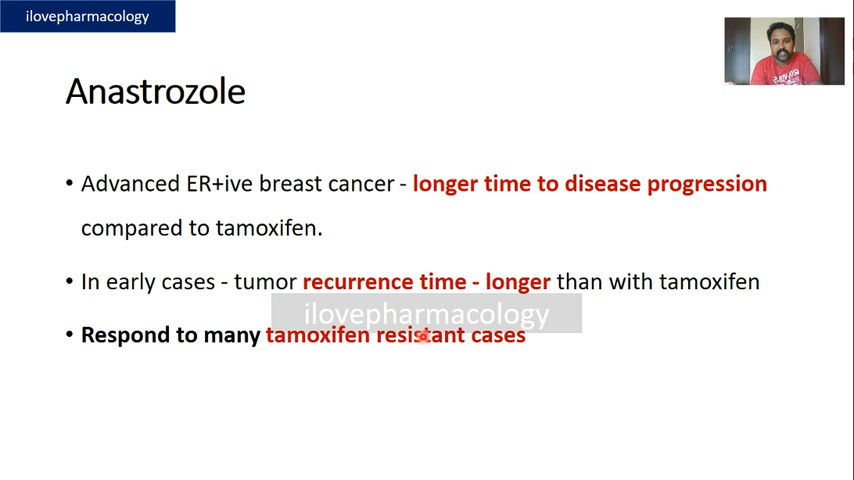 ilovepharmacology
Anastrozole
• Advanced ER+ive breast cancer - longer time to disease progression
compared to tamoxifen.
• In early cases - tumor recurrence time - longer than with tamoxifen
ilovepharmacology
• Respond to many tamoxifen resistant cases